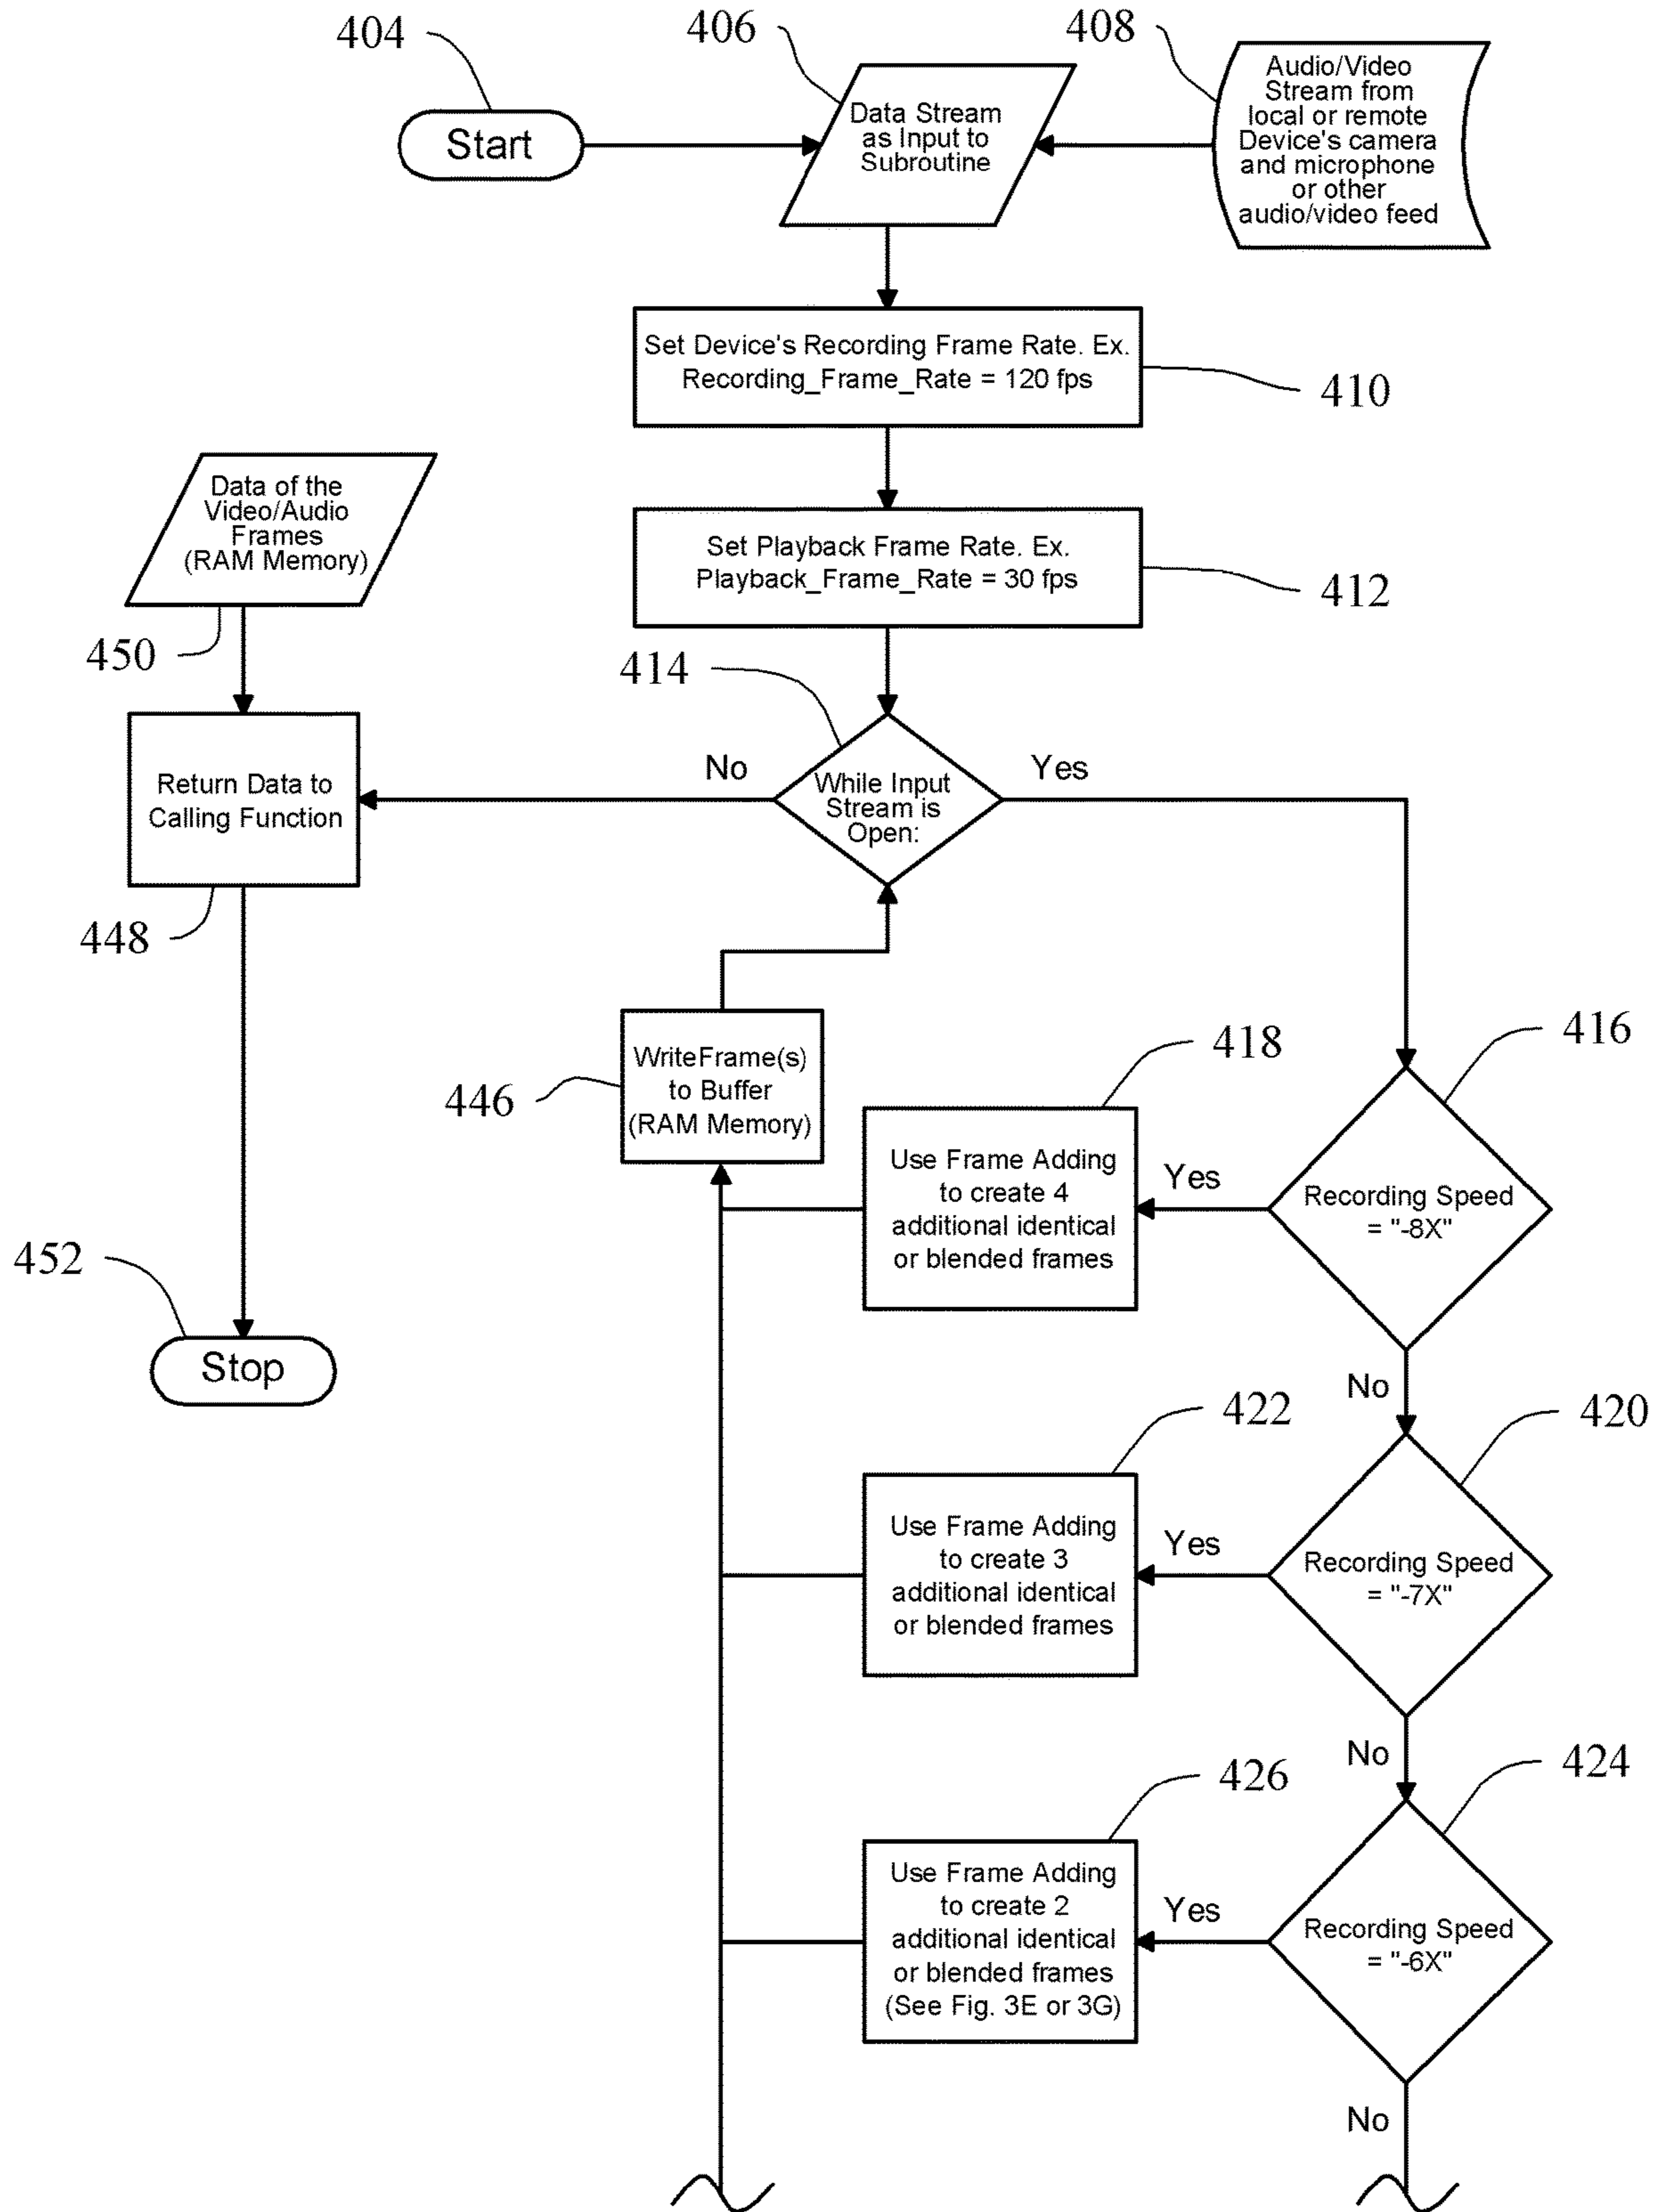 404
406
408
Start
Data Stream
as Input to
Subroutine
Audio/Video
Stream from
local or remote
Device's camera
and microphone
or other
audio/video feed
Set Device's Recording Frame Rate. Ex.
Recording_Frame_Rate = 120 fps
410
Data of the
Video/Audio
Frames
(RAM Memory)
450
Set Playback Frame Rate. Ex.
Playback_Frame_Rate = 30 fps
412
414
No
Yes
While Input
Stream is
Open:
Return Data to
Calling Function
448
WriteFrame(s)
to Buffer
(RAM Memory)
446
418
416
Use Frame Adding
to create 4
additional identical
or blended frames
Yes
Recording Speed
= "-8X"
452
Stop
No
422
420
Use Frame Adding
to create 3
additional identical
or blended frames
Yes
Recording Speed
= "-7X"
No
426
424
Use Frame Adding
to create 2
additional identical
or blended frames
(See Fig. 3E or 3G)
Yes
Recording Speed
= "-6X"
No